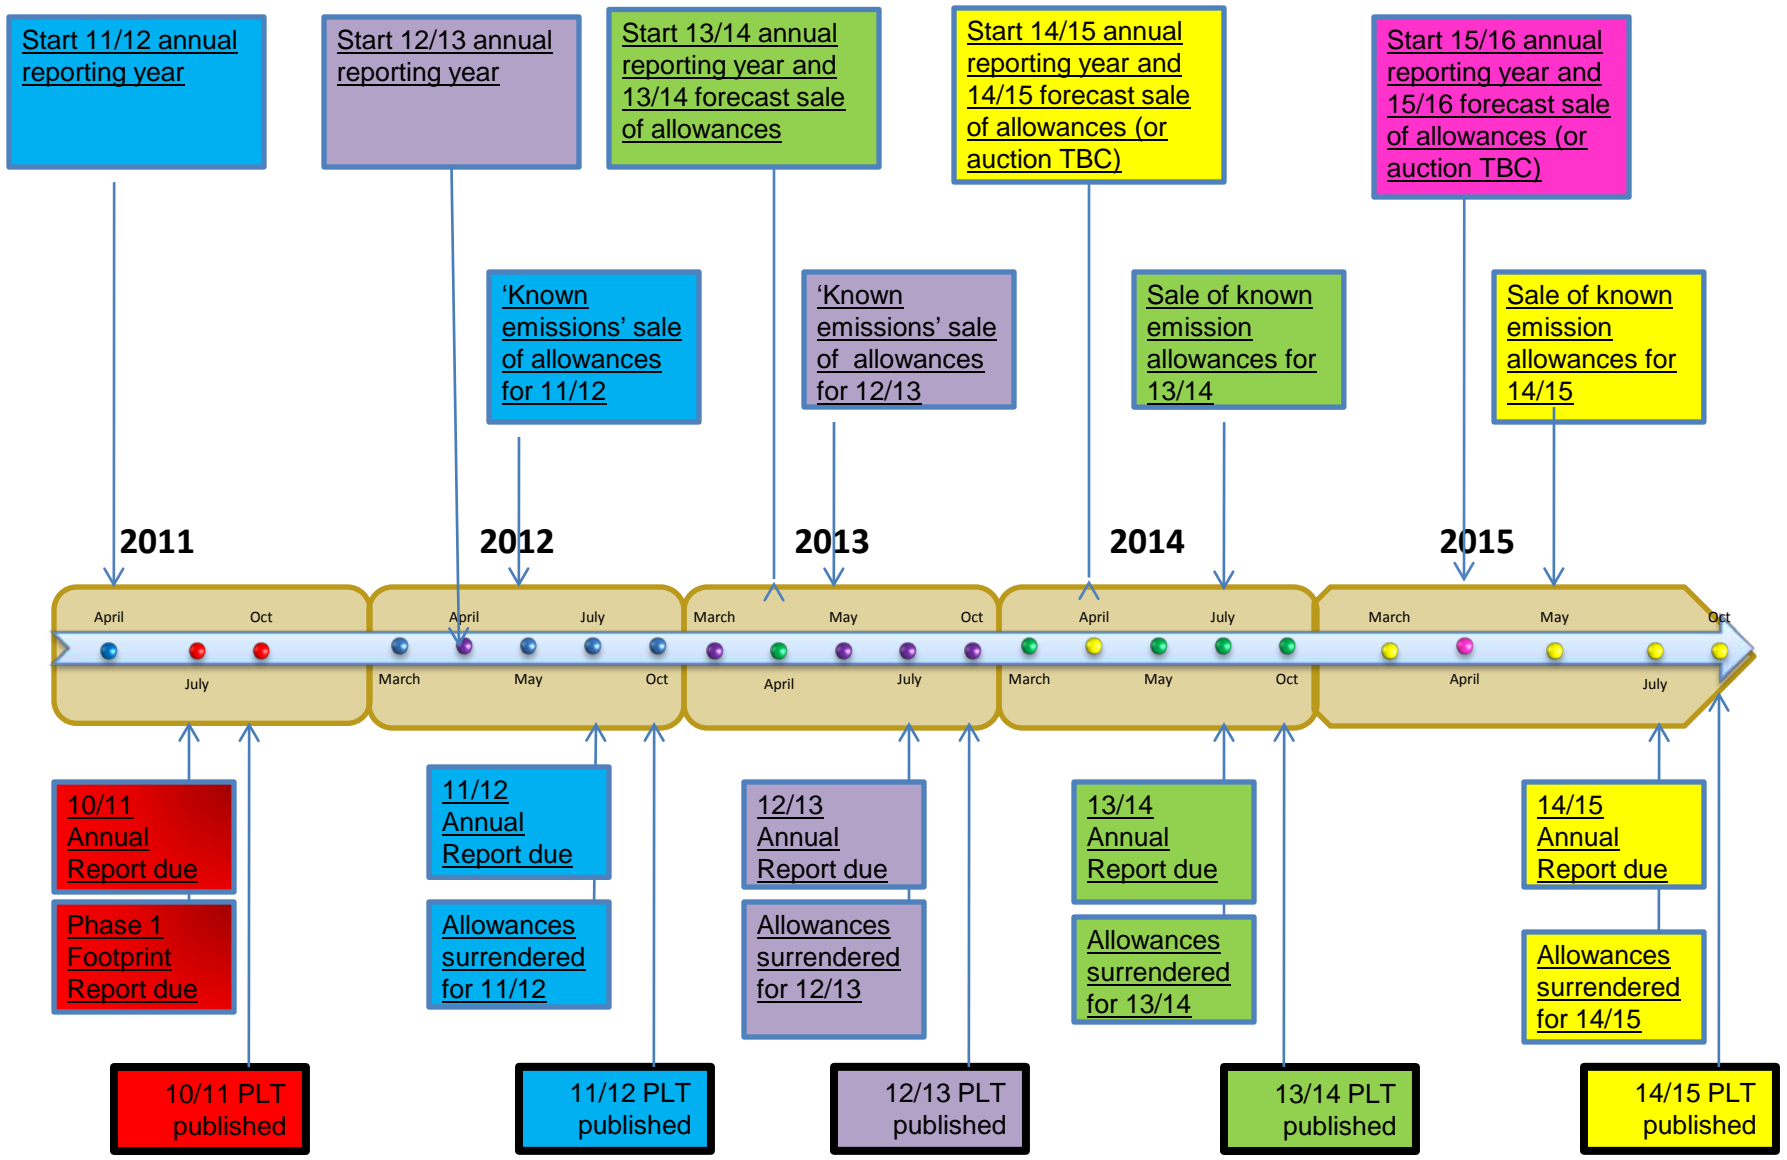 Start 11/12 annual
reporting year
Start 12/13 annual
reporting year
Start 13/14 annual
reporting year and
13/14 forecast sale
of allowances
Start 14/15 annual
reporting year and
14/15 forecast sale
of allowances (or
auction TBC)
Start 15/16 annual
reporting year and
15/16 forecast sale
of allowances (or
auction TBC)
‘Known
emissions’ sale
of allowances
for 11/12
‘Known
emissions’ sale
of  allowances
for 12/13
Sale of known
emission
allowances for
13/14
Sale of known
emission
allowances for
14/15
2011
2012
2013
2014
2015
April
Oct
July
April
July
March
May
Oct
March
May
Oct
April
July
April
July
March
May
Oct
March
May
Oct
April
July
10/11
Annual
Report due
Phase 1
Footprint
Report due
11/12
Annual
Report due
Allowances
surrendered
for 11/12
12/13
Annual
Report due
Allowances
surrendered
for 12/13
13/14
Annual
Report due
Allowances
surrendered
for 13/14
14/15
Annual
Report due
Allowances
surrendered
for 14/15
10/11 PLT
published
11/12 PLT
published
12/13 PLT
published
13/14 PLT
published
14/15 PLT
published